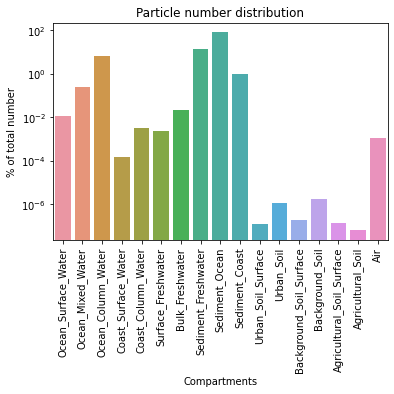 Particle number distribution
% of total number
10^2
10^0
10^-2
10^-4
10^-6
Ocean_Surface_Water
Ocean_Mixed_Water
Ocean_Column_Water
Coast_Surface_Water
Coast_Column_Water
Surface_Freshwater
Bulk_Freshwater
Sediment_Freshwater
Sediment_Ocean
Sediment_Coast
Urban_Soil_Surface
Urban_Soil
Background_Soil_Surface
Background_Soil
Agricultural_Soil_Surface
Agricultural_Soil
Air
Compartments